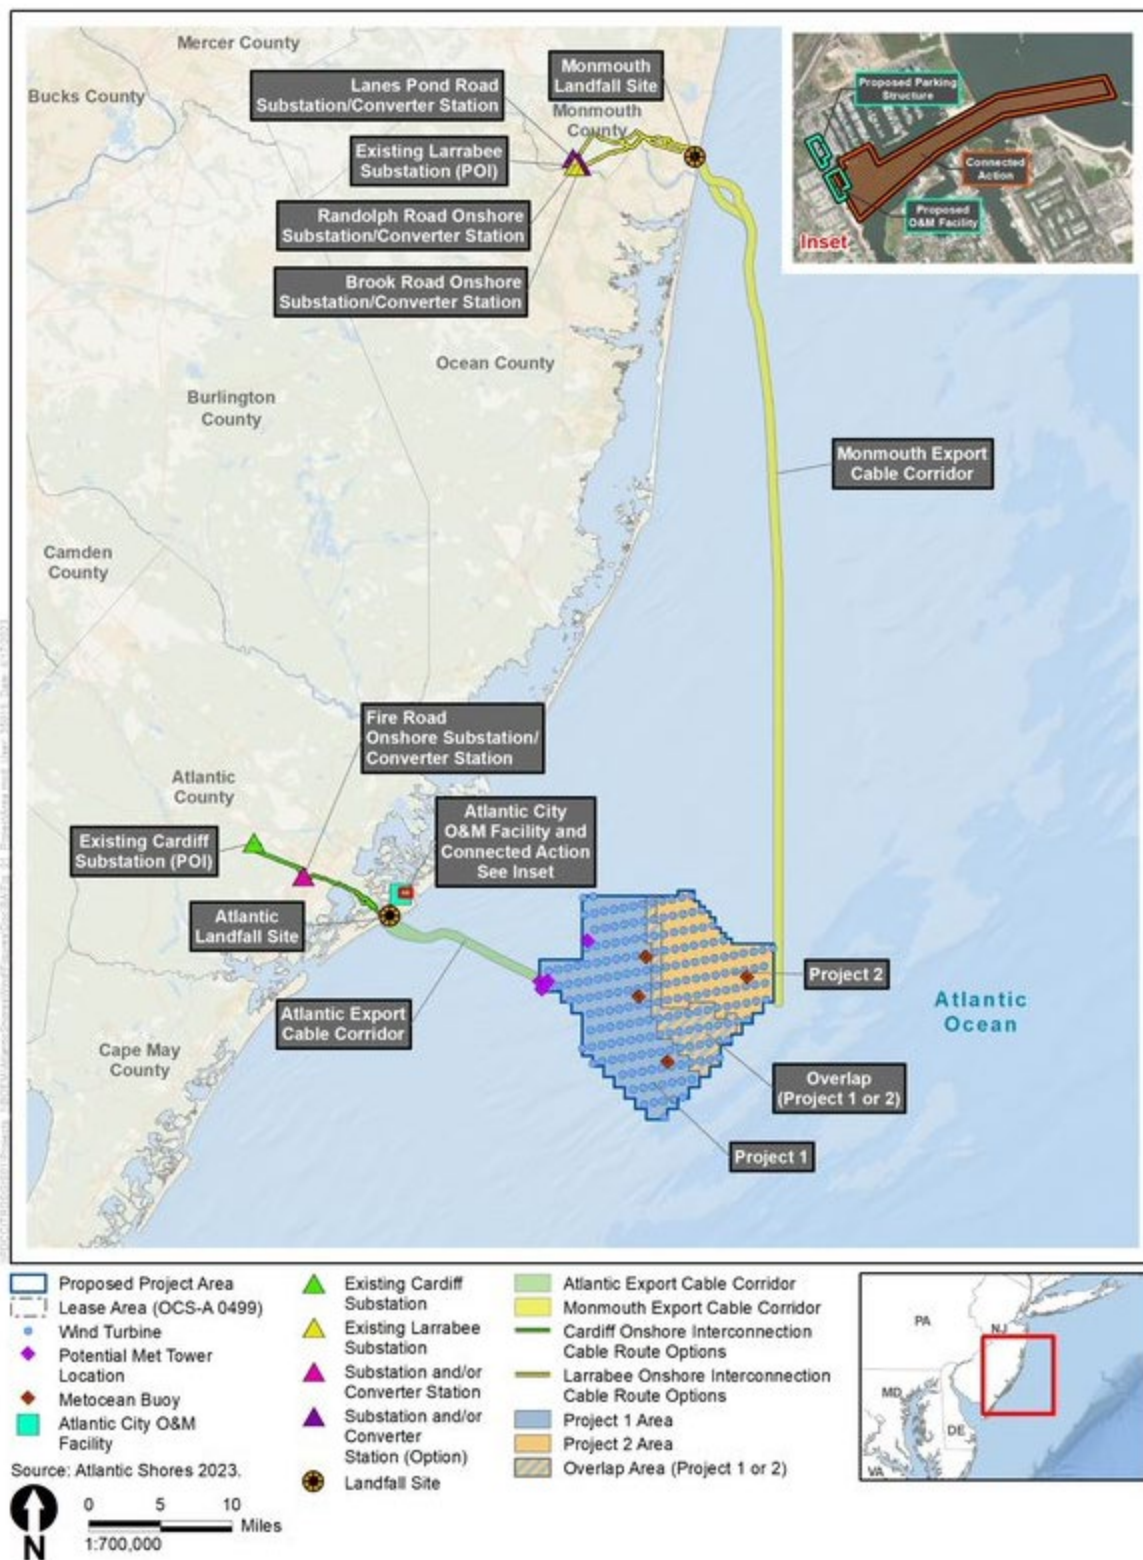 Mercer County
Bucks County
Lanes Pond Road
Substation/Converter Station
Monmouth
Landfall Site
Monmouth
County
Existing Larrabee
Substation (POI)
Randolph Road Onshore
Substation/Converter Station
Brook Road Onshore
Substation/Converter Station
Proposed Parking
Structure
Connected
Action
Proposed
O&M Facility
Inset
Ocean County
Burlington
County
Monmouth Export
Cable Corridor
Camden
County
Fire Road
Onshore Substation/
Converter Station
Atlantic
County
Atlantic City
O&M Facility and
Connected Action
See Inset
Existing Cardiff
Substation (POI)
Atlantic
Landfall Site
Project 2
Atlantic
Ocean
Atlantic Export
Cable Corridor
Cape May
County
Overlap
(Project 1 or 2)
Project 1
Proposed Project Area
Lease Area (OCS-A 0499)
Wind Turbine
Potential Met Tower
Location
Metocean Buoy
Atlantic City O&M
Facility
Existing Cardiff
Substation
Existing Larrabee
Substation
Substation and/or
Converter Station
Substation and/or
Converter
Station (Option)
Landfall Site
Atlantic Export Cable Corridor
Monmouth Export Cable Corridor
Cardiff Onshore Interconnection
Cable Route Options
Larrabee Onshore Interconnection
Cable Route Options
Project 1 Area
Project 2 Area
Overlap Area (Project 1 or 2)
PA
NJ
MD
DE
VA
Source: Atlantic Shores 2023.
N
0 5 10
Miles
1:700,000